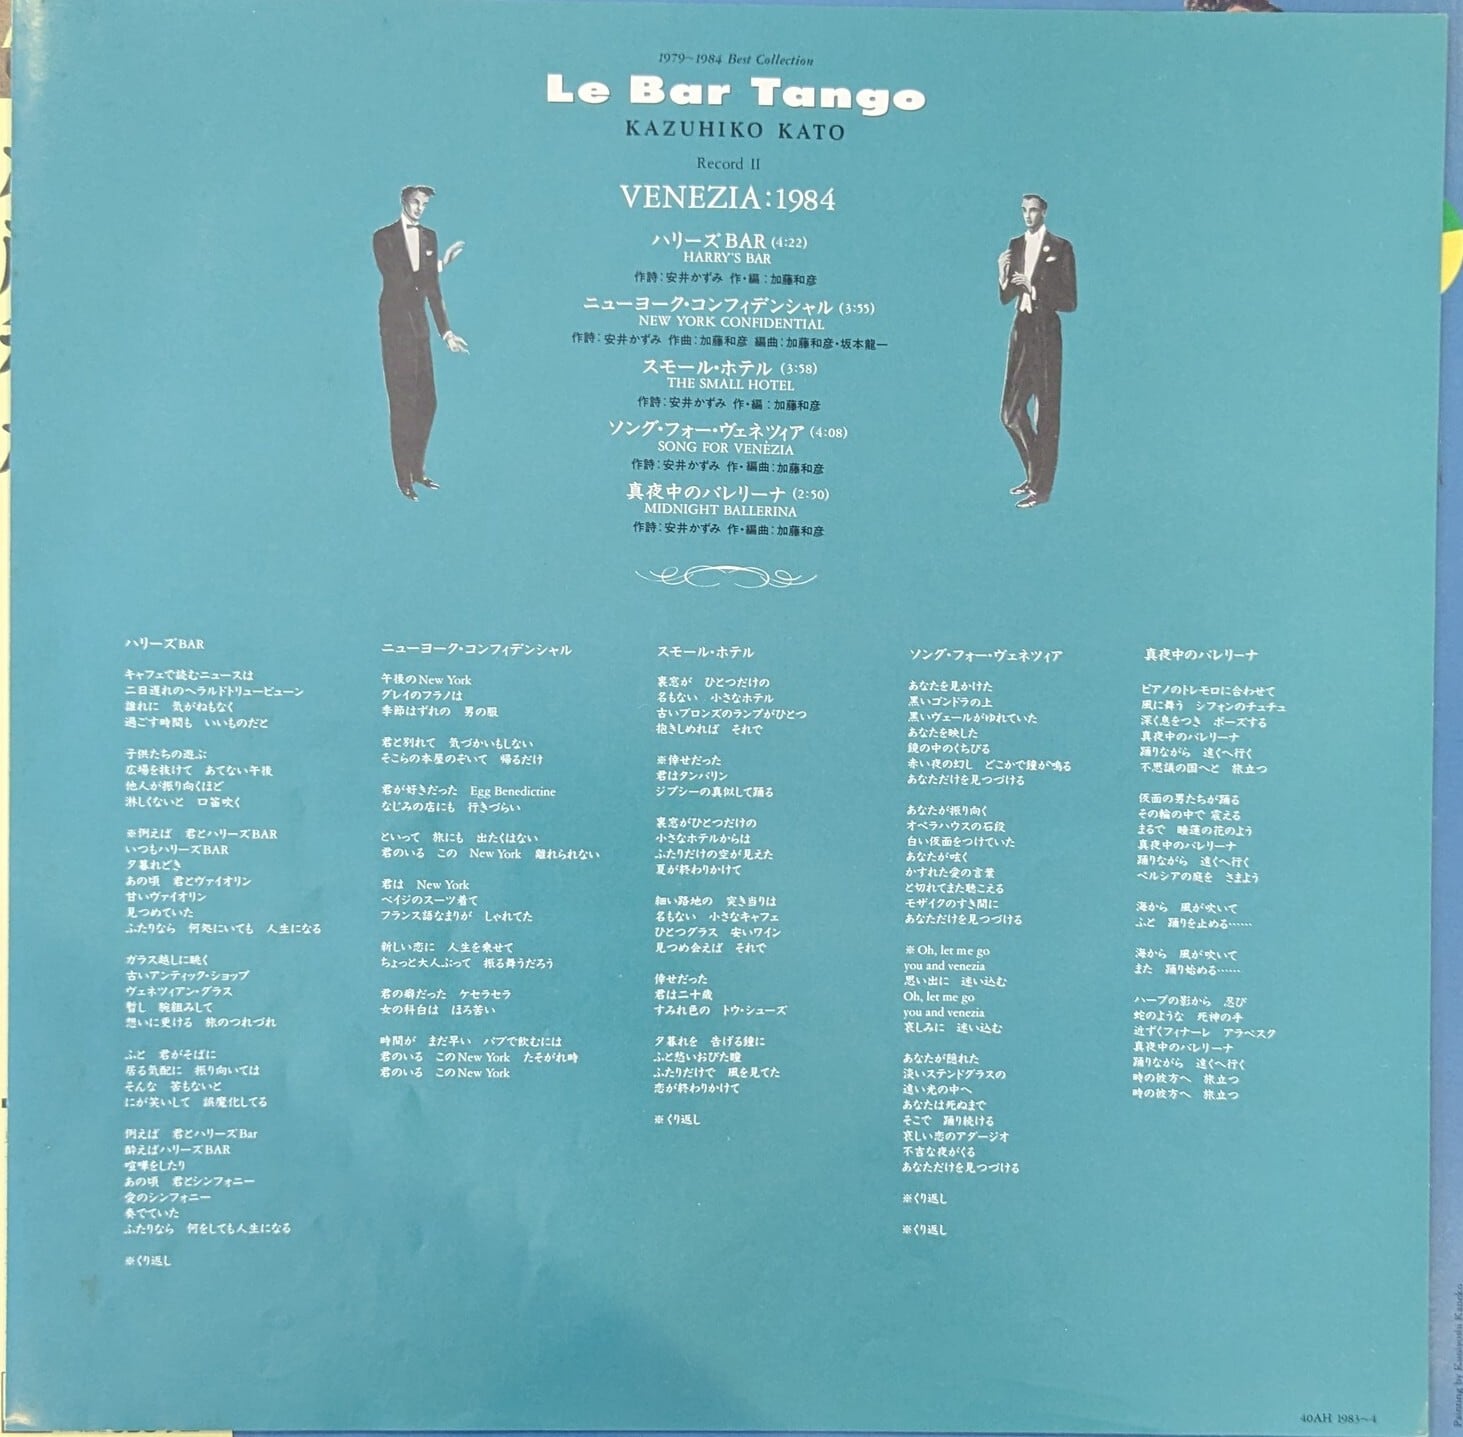 1979~1984 Best Collection
Le Bar Tango
KAZUHIKO KATO
Record II
VENEZIA:1984
ハリーズBAR (4:22)
HARRY'S BAR
作詩:安井かずみ 作・編:加藤和彦
ニューヨーク・コンフィデンシャル (3:55)
NEW YORK CONFIDENTIAL
作詩:安井かずみ 作曲:加藤和彦 編曲:加藤和彦・坂本龍一
スモール・ホテル (3:58)
THE SMALL HOTEL
作詩:安井かずみ 作・編:加藤和彦
ソング・フォー・ヴェネツィア (4:08)
SONG FOR VENEZIA
作詩:安井かずみ 作・編曲:加藤和彦
真夜中のバレリーナ (2:50)
MIDNIGHT BALLERINA
作詩:安井かずみ 作・編曲:加藤和彦
ハリーズBAR
キャフェで読むニュースは
二日遅れのヘラルドトリュービューン
誰れに 気がねもなく
過ごす時間も いいものだと
子供たちの遊ぶ
広場を抜けて あてない午後
他人が振り向くほど
淋しくないと 口笛吹く
※例えば 君とハリーズBAR
いつもハリーズBAR
夕暮れどき
あの頃 君とヴァイオリン
甘いヴァイオリン
見つめていた
ふたりなら 何処にいても 人生になる
ガラス越しに眺く
古いアンティック・ショップ
ヴェネツィアン・グラス
暫し 腕組みして
想いに更ける 旅のつれづれ
ふと 君がそばに
居る気配に 振り向いては
そんな 筈もないと
にが笑いして 誤魔化してる
例えば 君とハリーズBar
酔えばハリーズBAR
喧嘩をしたり
あの頃 君とシンフォニー
愛のシンフォニー
奏でていた
ふたりなら 何をしても人生になる
※くり返し
ニューヨーク・コンフィデンシャル
午後のNew York
グレイのフラノは
季節はずれの 男の服
君と別れて 気づかいもしない
そこらの本屋のぞいて 帰るだけ
君が好きだった Egg Benedictine
なじみの店にも 行きづらい
といって 旅にも 出たくはない
君のいる この New York 離れられない
君は New York
ベイジのスーツ着て
フランス語なまりが しゃれてた
新しい恋に 人生を乗せて
ちょっと大人ぶって 振る舞うだろう
君の癖だった ケセラセラ
女の科白は ほろ苦い
時間が まだ早い パブで飲むには
君のいる このNew York たそがれ時
君のいる このNew York
スモール・ホテル
裏窓が ひとつだけの
名もない 小さなホテル
古いブロンズのランプがひとつ
抱きしめれば それで
※倖せだった
君はタンバリン
ジプシーの真似して踊る
裏窓がひとつだけの
小さなホテルからは
ふたりだけの空が見えた
夏が終わりかけて
細い路地の 突き当りは
名もない 小さなキャフェ
ひとつグラス 安いワイン
見つめ会えば それで
倖せだった
君は二十歳
すみれ色の トウ・シューズ
夕暮れを 告げる鐘に
ふと愁いおびた瞳
ふたりだけで 風を見てた
恋が終わりかけて
※くり返し
ソング・フォー・ヴェネツィア
あなたを見かけた
黒いゴンドラの上
黒いヴェールがゆれていた
あなたを映した
鏡の中のくちびる
赤い夜の幻し どこかで鐘が鳴る
あなただけを見つづける
あなたが振り向く
オペラハウスの石段
白い仮面をつけていた
あなたが呟く
かすれた愛の言葉
と切れてまた聴こえる
モザイクのすき間に
あなただけを見つづける
※Oh, let me go
you and venezia
思い出に 迷い込む
Oh, let me go
you and venezia
哀しみに 迷い込む
あなたが隠れた
淡いステンドグラスの
遠い光の中へ
あなたは死ぬまで
そこで 踊り続ける
哀しい恋のアダージオ
不吉な夜がくる
あなただけを見つづける
※くり返し
※くり返し
真夜中のバレリーナ
ピアノのトレモロに合わせて
風に舞う シフォンのチュチュ
深く息をつき ポーズする
真夜中のバレリーナ
踊りながら 遠くへ行く
不思議の国へと 旅立つ
仮面の男たちが踊る
その輪の中で 震える
まるで 睡蓮の花のよう
真夜中のバレリーナ
踊りながら 遠くへ行く
ペルシアの庭を さまよう
海から 風が吹いて
ふと 踊りを止める……
海から 風が吹いて
また 踊り始める……
ハープの影から 忍び
蛇のような 死神の手
近ずくフィナーレ アラベスク
真夜中のバレリーナ
踊りながら 遠くへ行く
時の彼方へ 旅立つ
時の彼方へ 旅立つ
40AH 1983~4